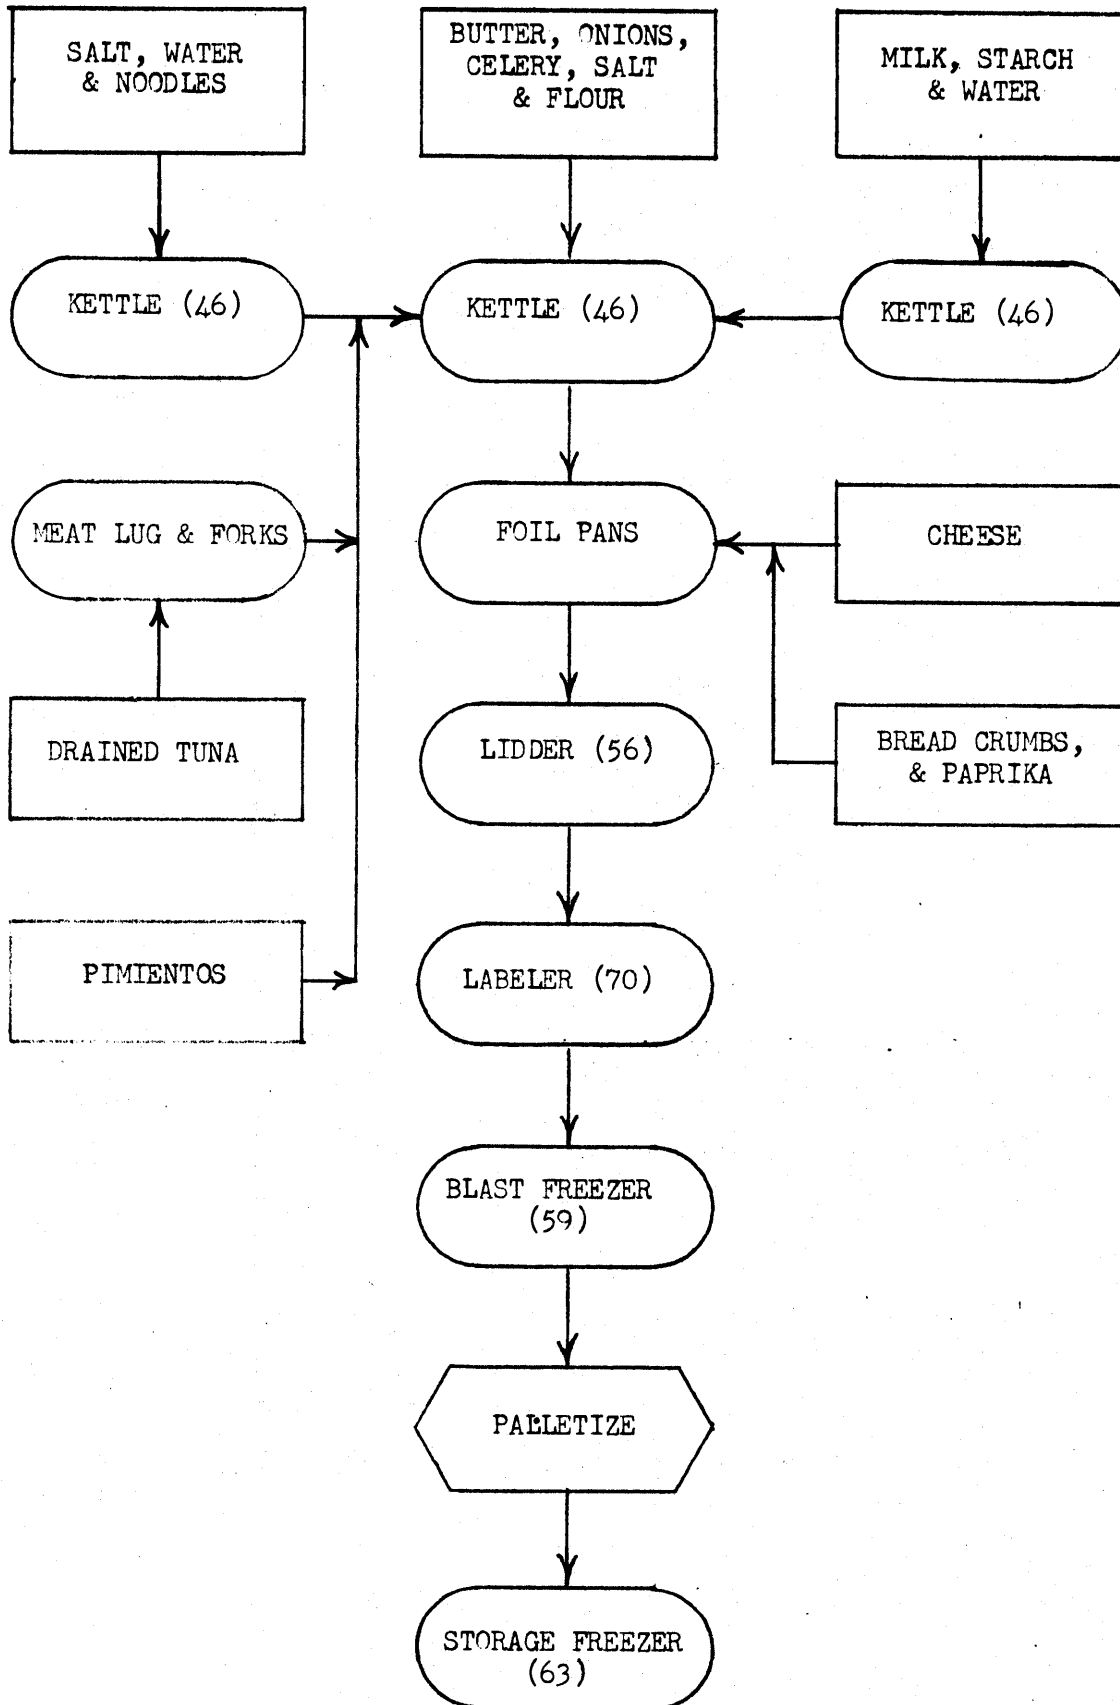 SALT, WATER
& NOODLES
BUTTER, ONIONS,
CELERY, SALT
& FLOUR
MILK, STARCH
& WATER
KETTLE (46)
KETTLE (46)
KETTLE (46)
MEAT LUG & FORKS
FOIL PANS
CHEESE
DRAINED TUNA
LIDDER (56)
BREAD CRUMBS,
& PAPRIKA
PIMIENTOS
LABELER (70)
BLAST FREEZER
(59)
PALLETIZE
STORAGE FREEZER
(63)